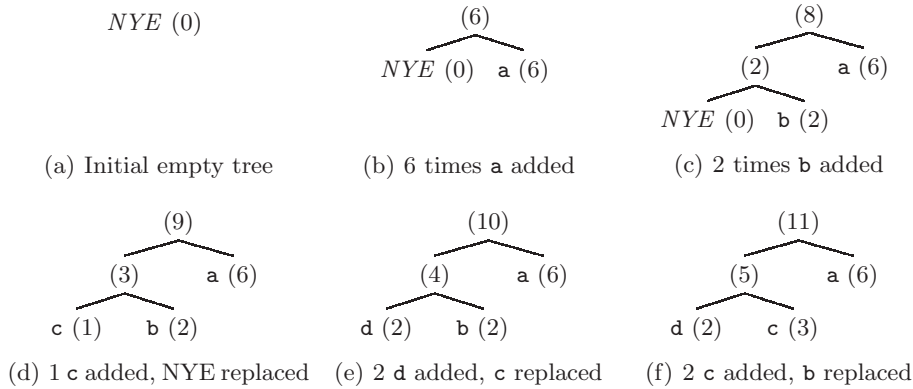 NYE (0)
(6)
NYE (0) a (6)
(8)
(2) a (6)
NYE (0) b (2)
(a) Initial empty tree
(b) 6 times a added
(c) 2 times b added
(9)
(3) a (6)
c (1) b (2)
(10)
(4) a (6)
d (2) b (2)
(11)
(5) a (6)
d (2) c (3)
(d) 1 c added, NYE replaced
(e) 2 d added, c replaced
(f) 2 c added, b replaced